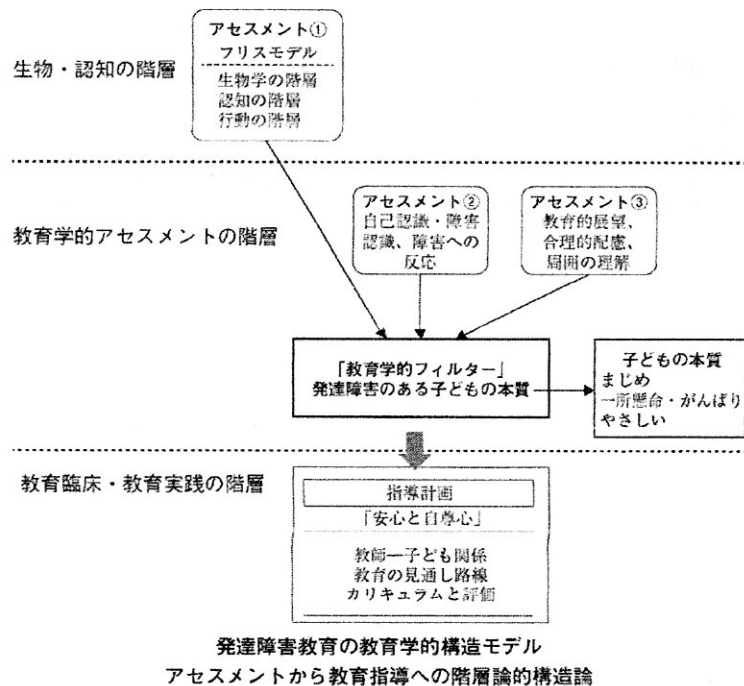 アセスメント①
フリスモデル
生物学の階層
認知の階層
行動の階層
生物・認知の階層
アセスメント②
自己認識・障害
認識、障害への
反応
アセスメント③
教育的展望、
合理的配慮、
周囲の理解
教育学的アセスメントの階層
「教育学的フィルター」
発達障害のある子どもの本質
子どもの本質
まじめ
一所懸命・がんばり
やさしい
教育臨床・教育実践の階層
指導計画
「安心と自尊心」
教師―子ども関係
教育の見通し路線
カリキュラムと評価
発達障害教育の教育学的構造モデル
アセスメントから教育指導への階層論的構造論